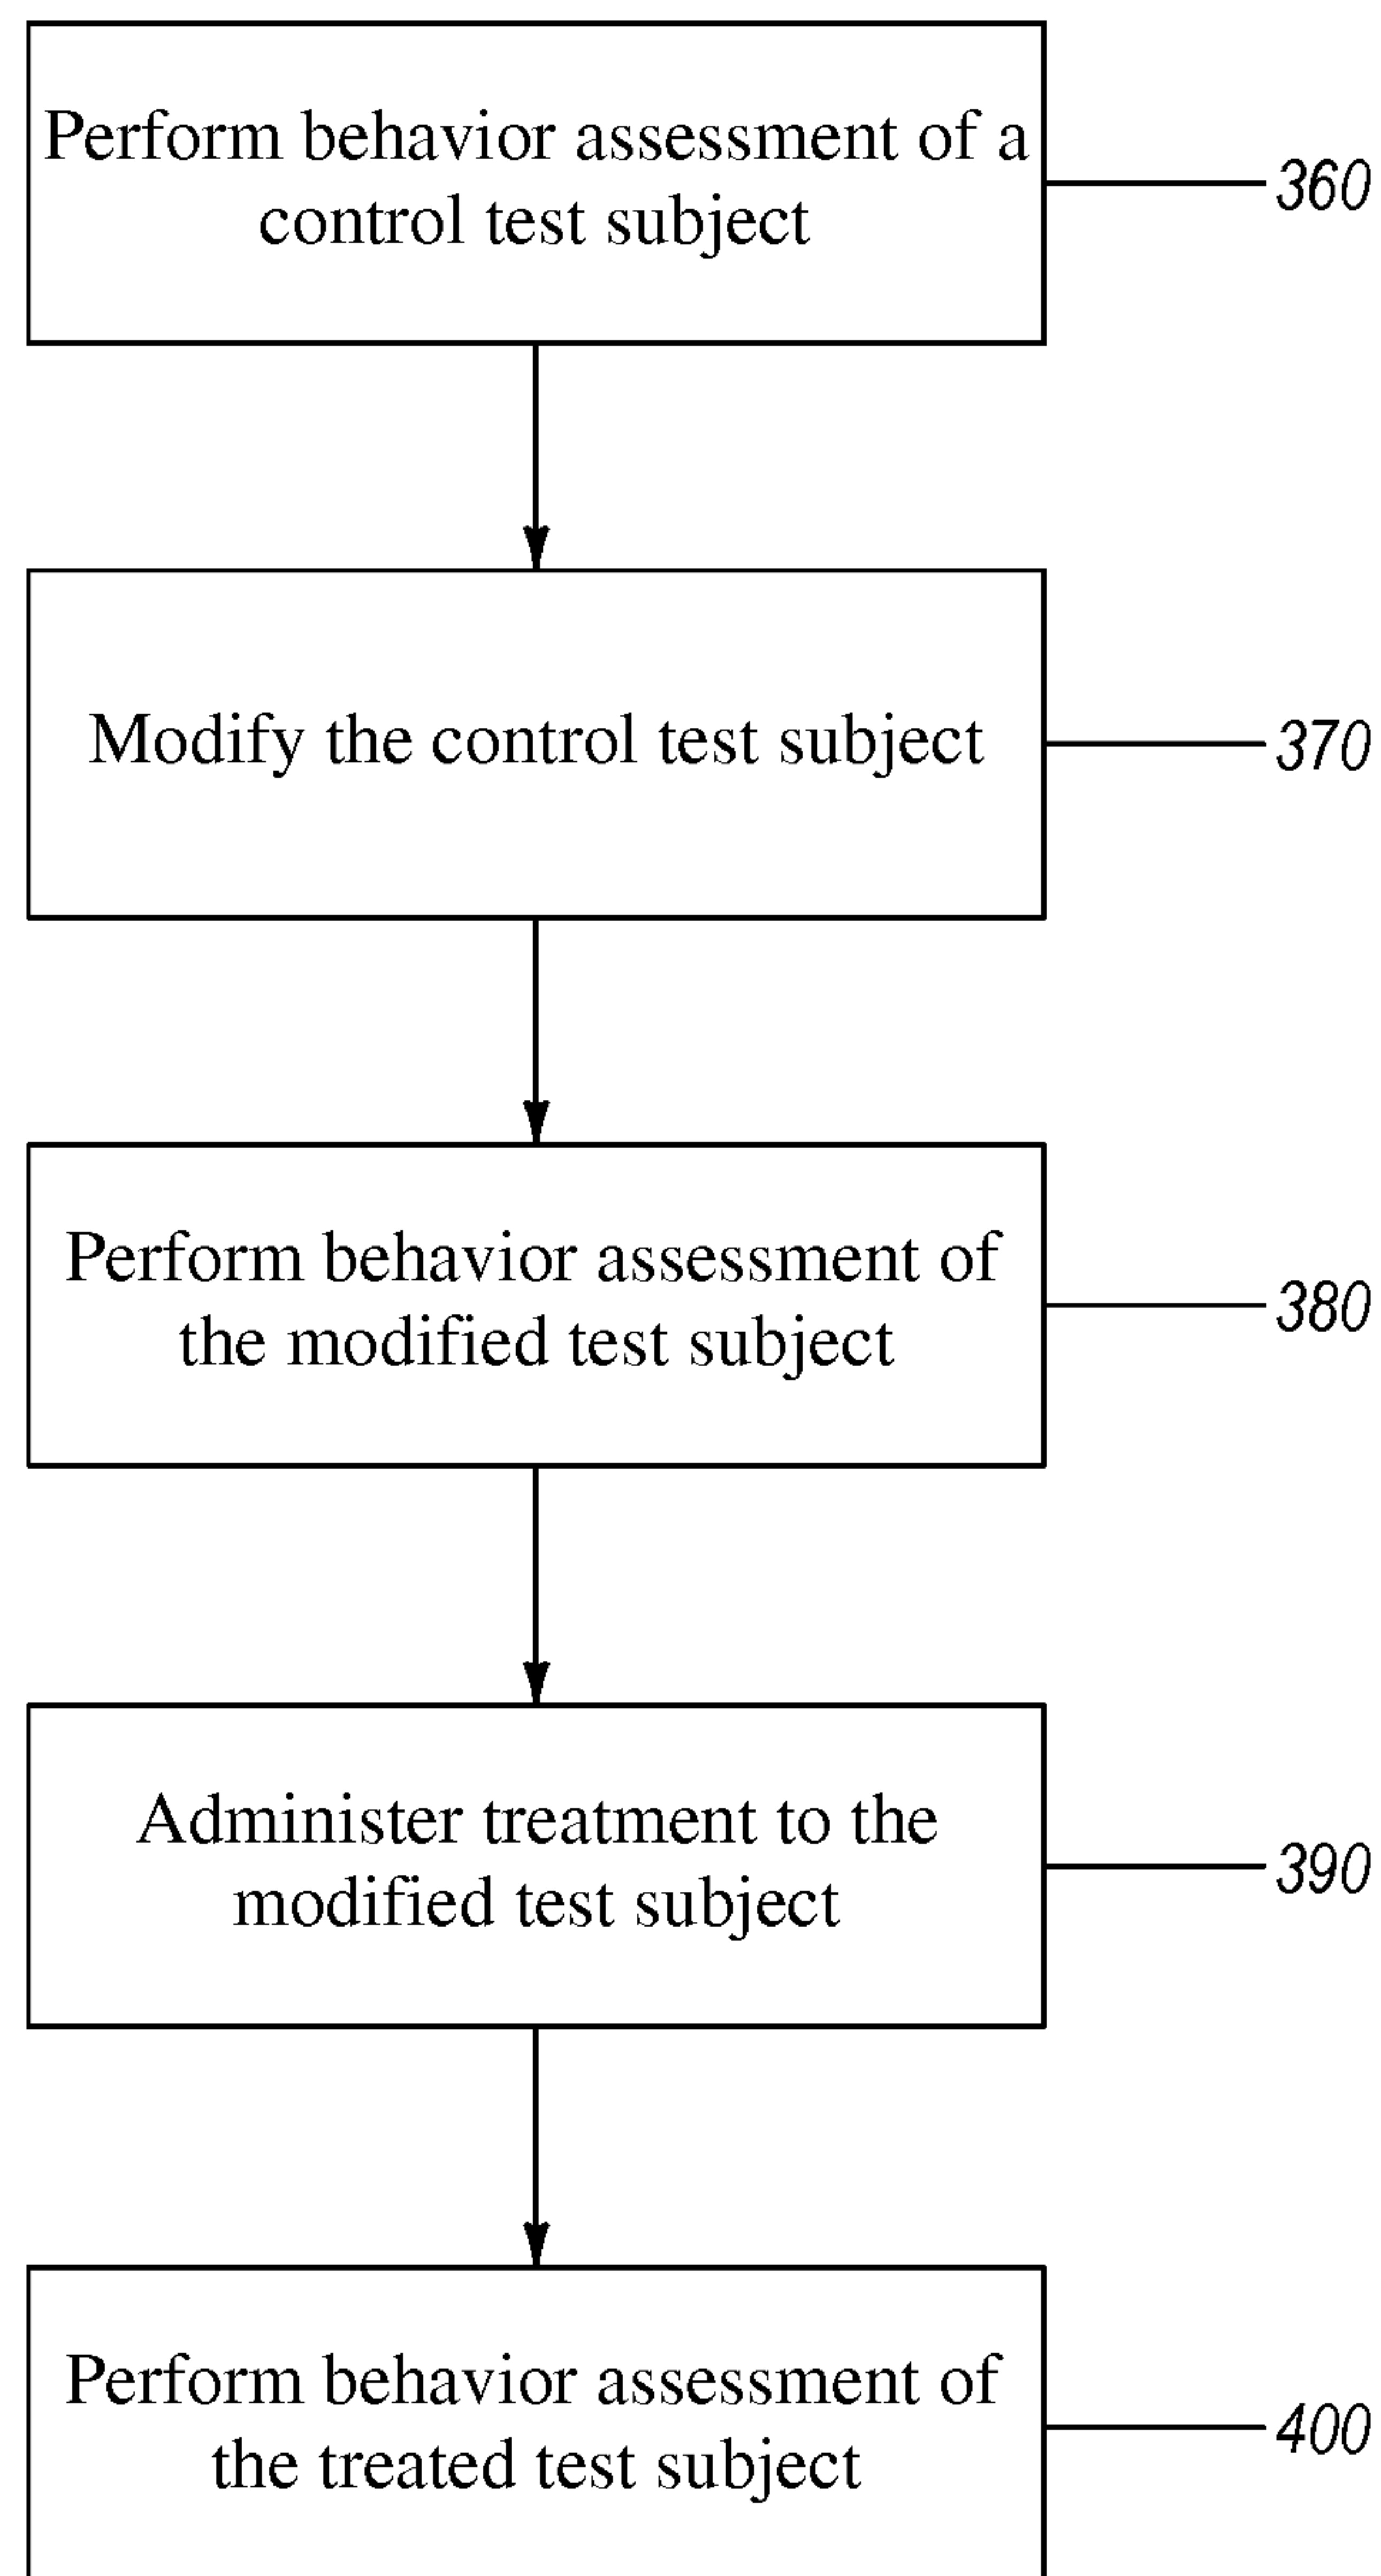 Perform behavior assessment of a
control test subject
360
Modify the control test subject
370
Perform behavior assessment of
the modified test subject
380
Administer treatment to the
modified test subject
390
Perform behavior assessment of
the treated test subject
400